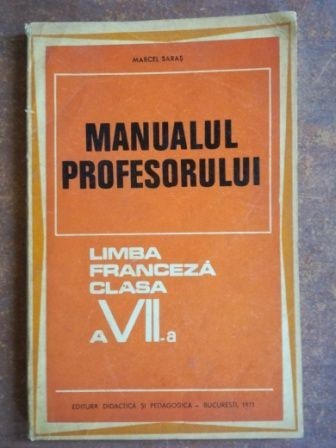 MARCEL SARAȘ
MANUALUL
PROFESORULUI
LIMBA
FRANCEZĂ
CLASA
A VII-a
EDITURA DIDACTICĂ ȘI PEDAGOGICĂ – BUCUREȘTI, 1971